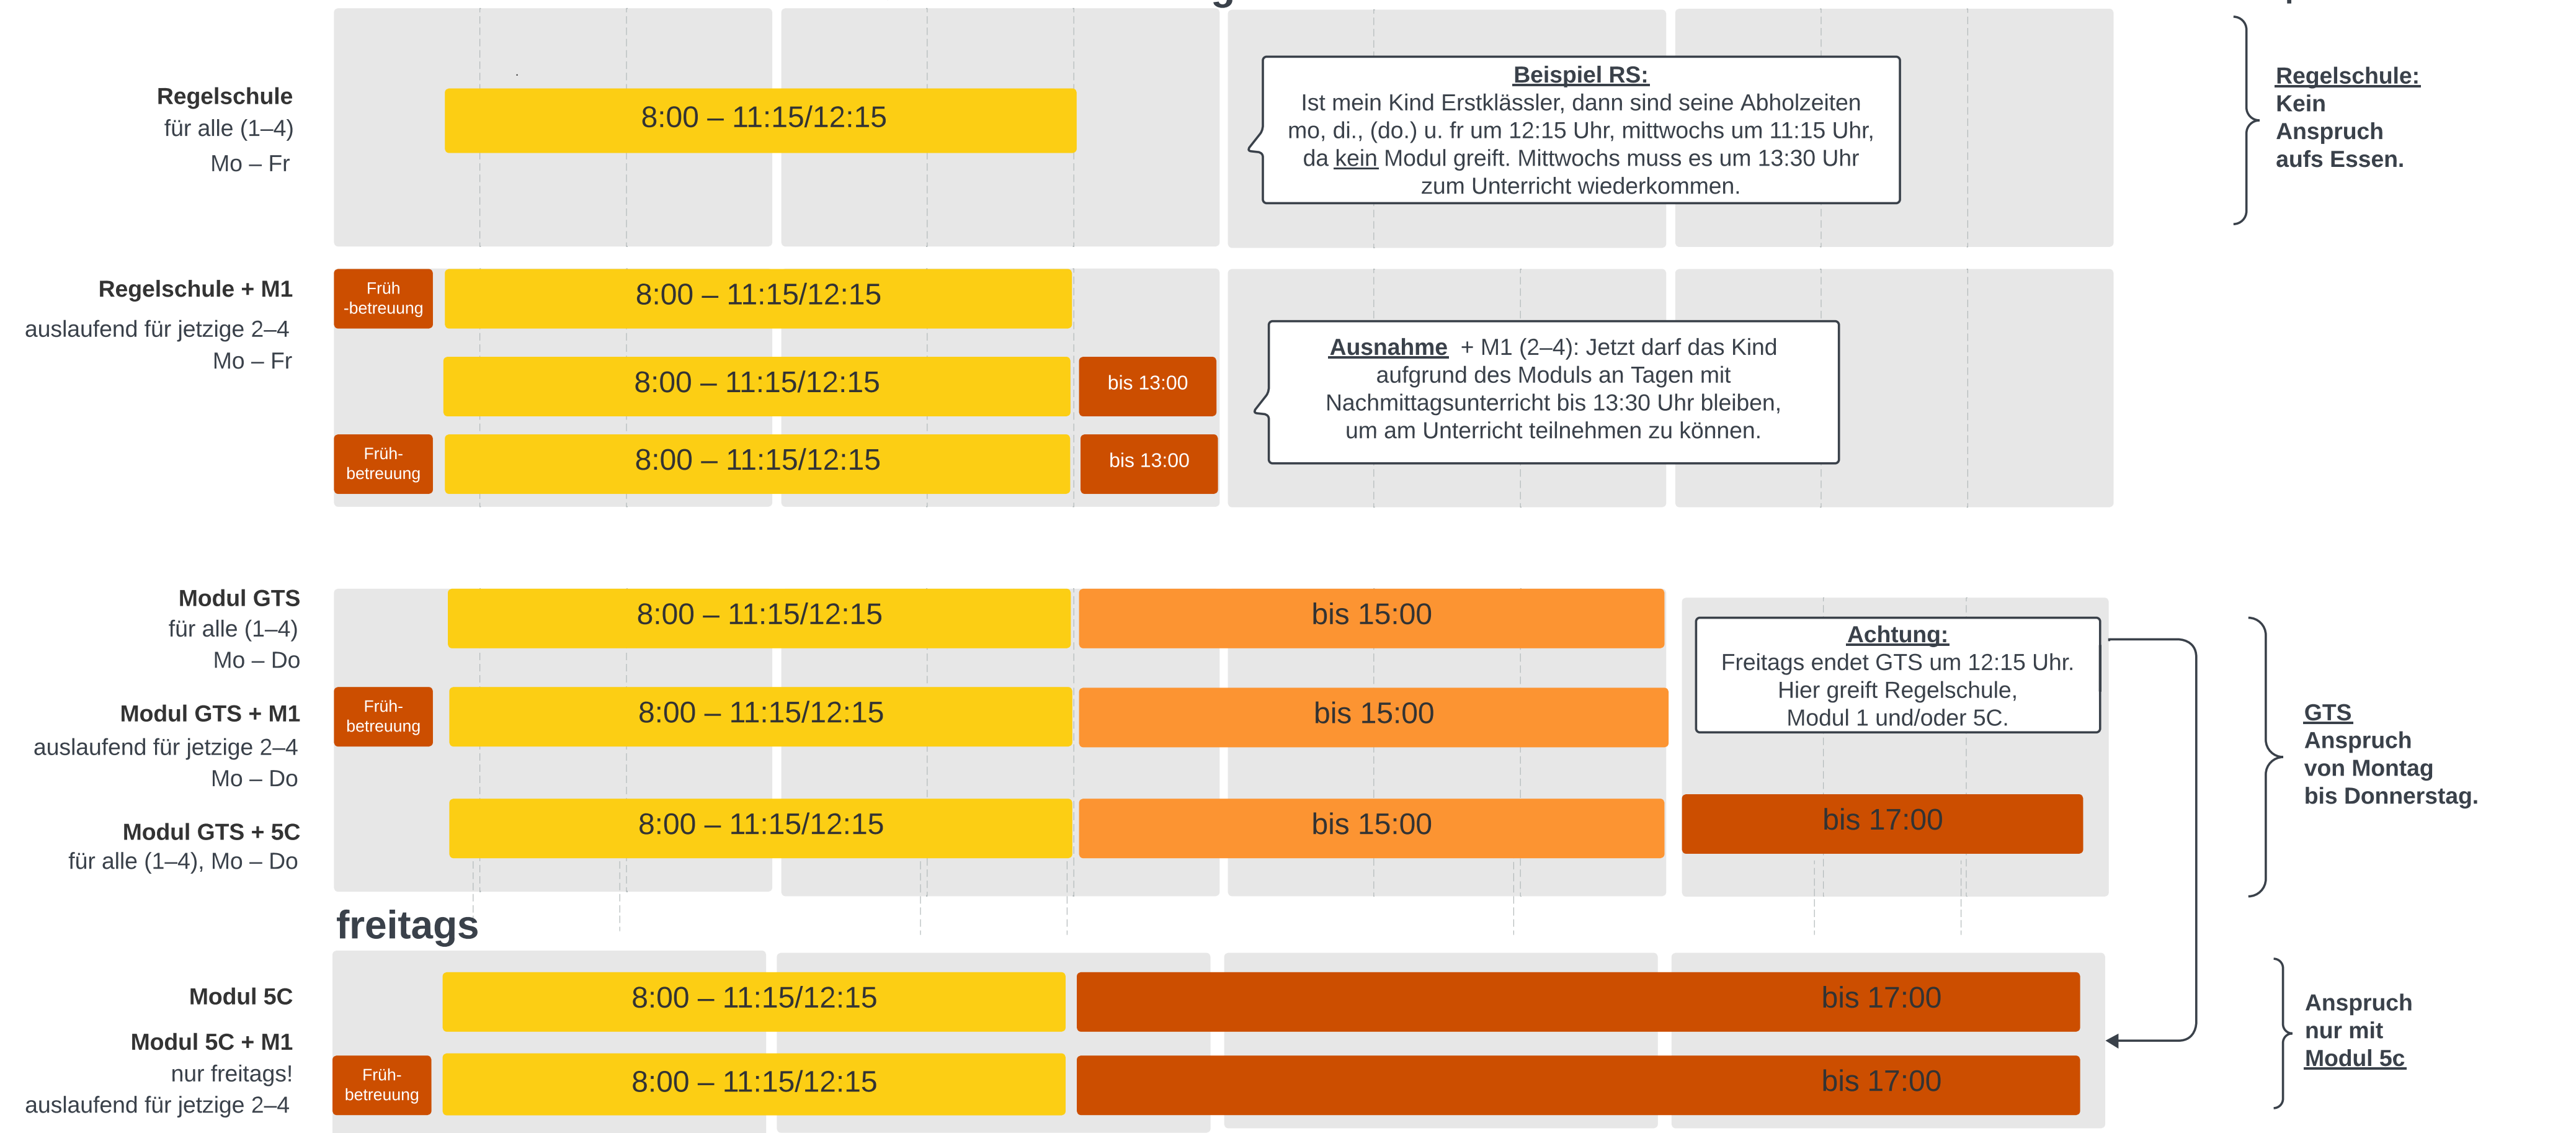 Regelschule
für alle (1–4)
Mo – Fr
8:00 – 11:15/12:15
Beispiel RS:
Ist mein Kind Erstklässler, dann sind seine Abholzeiten
mo, di., (do.) u. fr um 12:15 Uhr, mittwochs um 11:15 Uhr,
da kein Modul greift. Mittwochs muss es um 13:30 Uhr
zum Unterricht wiederkommen.
Regelschule:
Kein
Anspruch
aufs Essen.
Regelschule + M1
auslaufend für jetzige 2–4
Mo – Fr
Früh
-betreuung
8:00 – 11:15/12:15
8:00 – 11:15/12:15
bis 13:00
Früh-
betreuung
8:00 – 11:15/12:15
bis 13:00
Ausnahme + M1 (2–4): Jetzt darf das Kind
aufgrund des Moduls an Tagen mit
Nachmittagsunterricht bis 13:30 Uhr bleiben,
um am Unterricht teilnehmen zu können.
Modul GTS
für alle (1–4)
Mo – Do
8:00 – 11:15/12:15
bis 15:00
Achtung:
Freitags endet GTS um 12:15 Uhr.
Hier greift Regelschule,
Modul 1 und/oder 5C.
Modul GTS + M1
auslaufend für jetzige 2–4
Mo – Do
Früh-
betreuung
8:00 – 11:15/12:15
bis 15:00
GTS
Anspruch
von Montag
bis Donnerstag.
Modul GTS + 5C
für alle (1–4), Mo – Do
8:00 – 11:15/12:15
bis 15:00
bis 17:00
freitags
Modul 5C
8:00 – 11:15/12:15
bis 17:00
Modul 5C + M1
nur freitags!
auslaufend für jetzige 2–4
Früh-
betreuung
8:00 – 11:15/12:15
bis 17:00
Anspruch
nur mit
Modul 5c